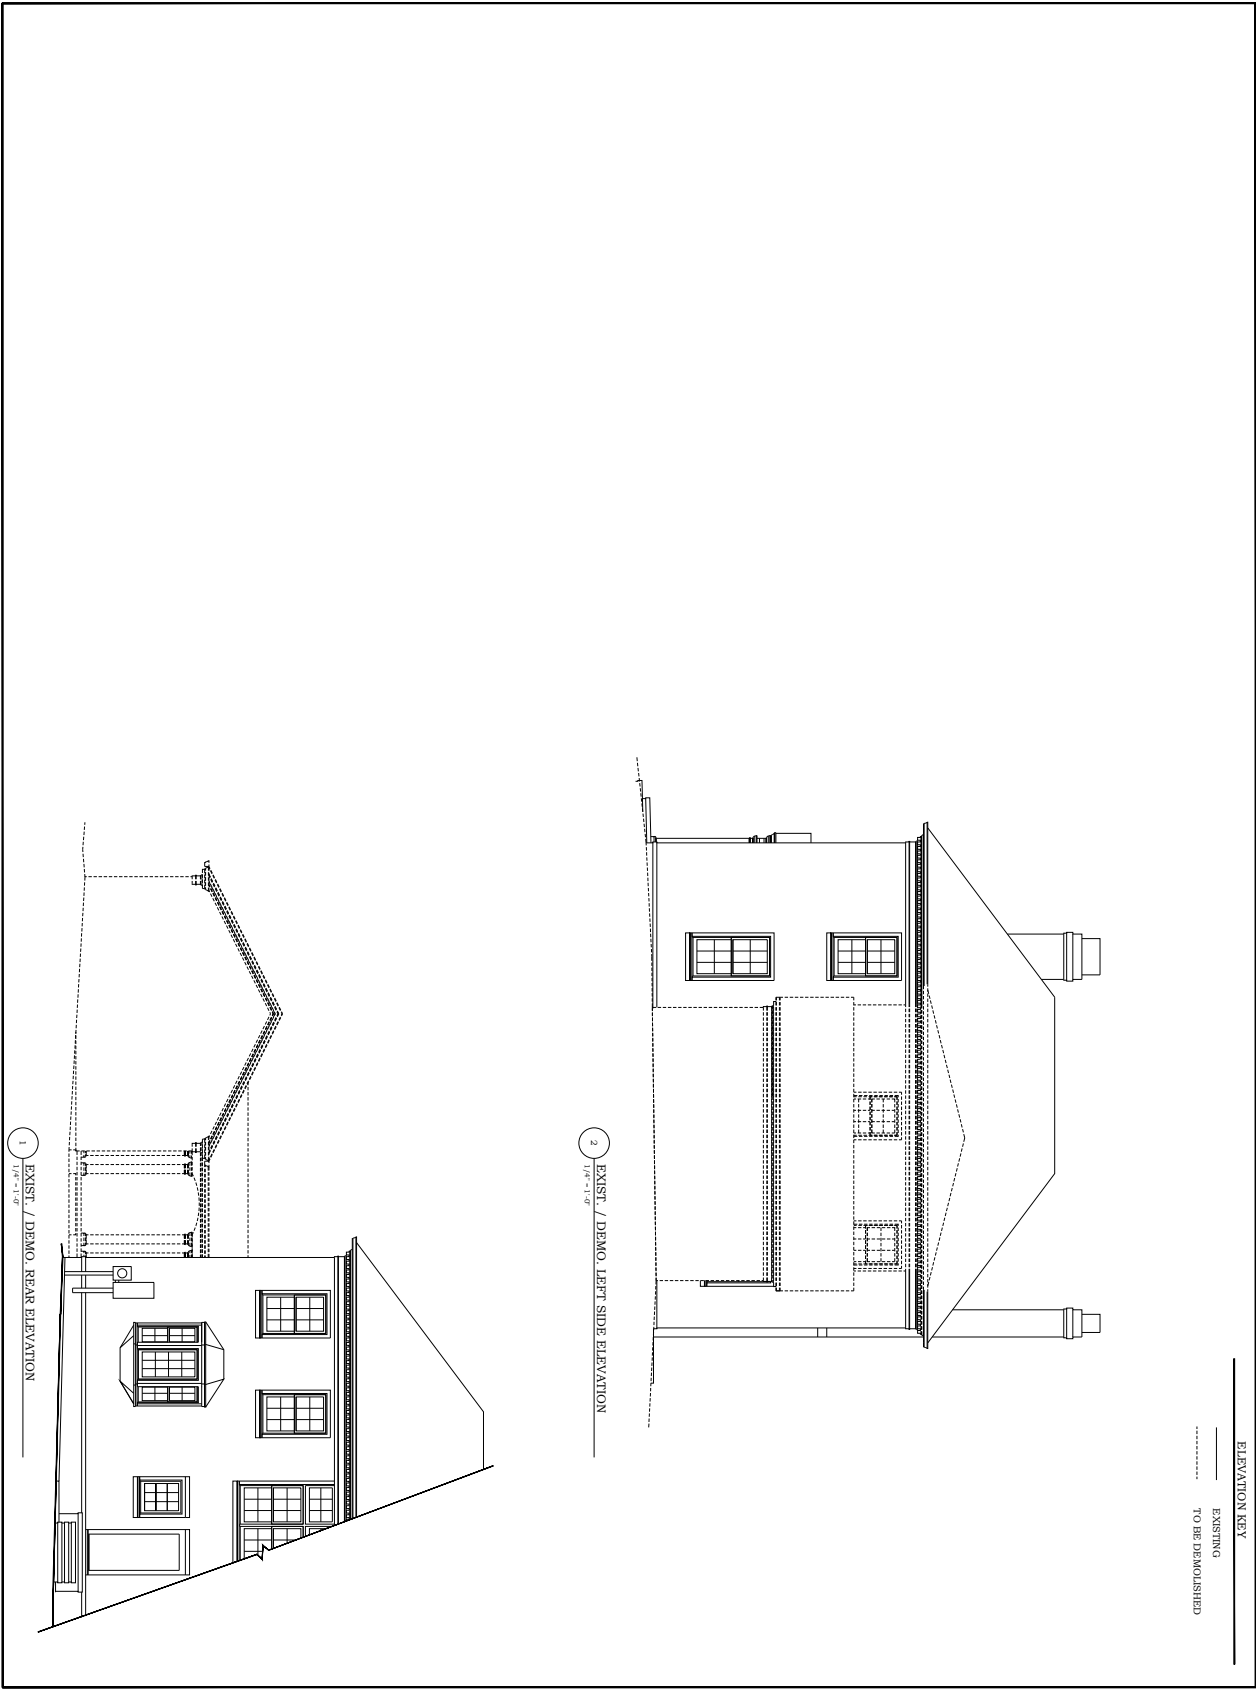 ELEVATION KEY
EXISTING
TO BE DEMOLISHED
2
EXIST. / DEMO. LEFT SIDE ELEVATION
1/4" = 1'-0"
1
EXIST. / DEMO. REAR ELEVATION
1/4" = 1'-0"